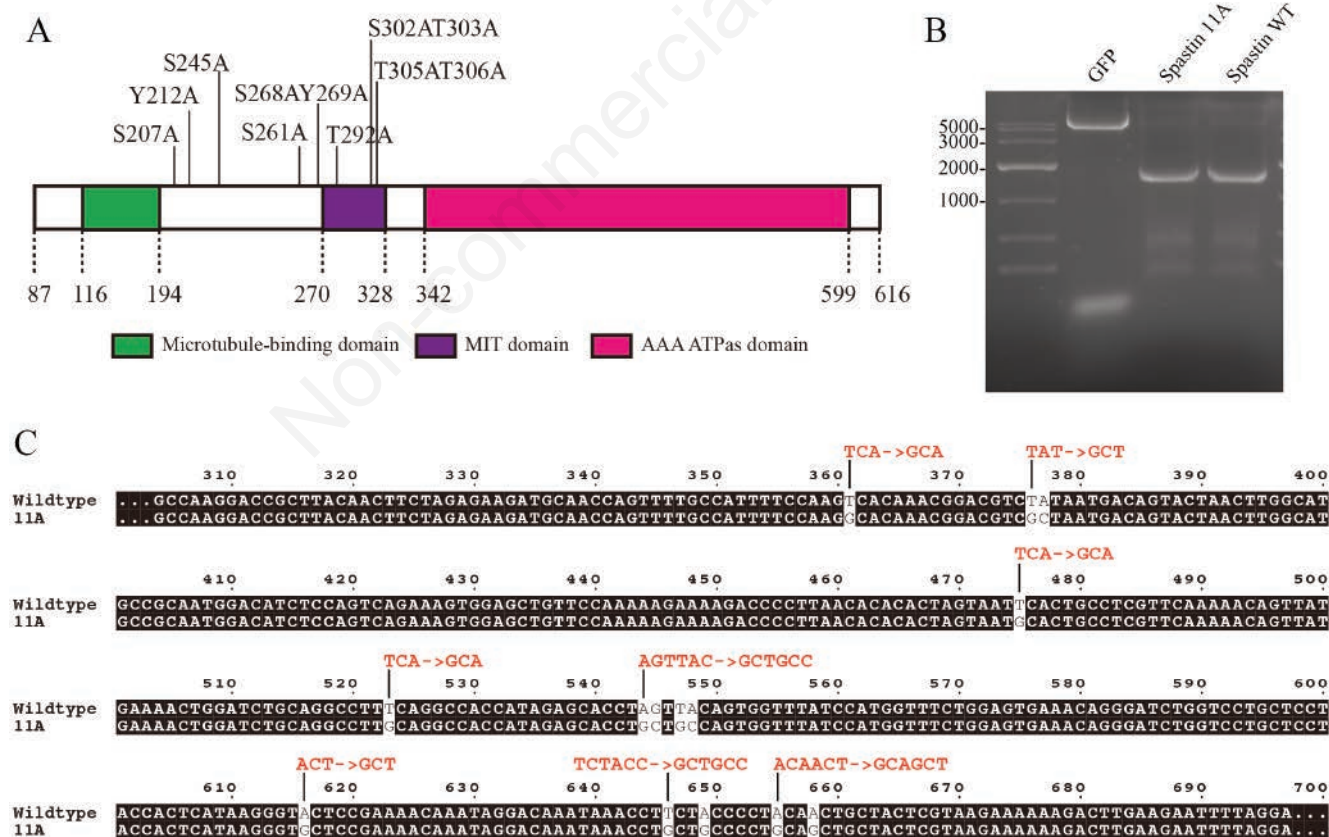 A
S302AT303A
S245A
T305AT306A
Y212A
S268AY269A
S207A
S261A
T292A
87 116 194 270 328 342 599 616
Microtubule-binding domain MIT domain AAA ATPas domain
Non-commercial
B
GFP Spastin 11A Spastin WT
5000-
3000-
2000-
1000-
C
TCA->GCA TAT->GCT
310 320 330 340 350 360 370 380 390 400
Wildtype ...GCCAAGGACCGCTTACAACTTCTAGAGAAGATGCAACCAGTTTTGCCATTTTCCAAGTCACAAACGGACGTCTATAATGACAGTACTAACTTGGCAT
11A ...GCCAAGGACCGCTTACAACTTCTAGAGAAGATGCAACCAGTTTTGCCATTTTCCAAGGCACAAACGGACGTCGCTAATGACAGTACTAACTTGGCAT
TCA->GCA
410 420 430 440 450 460 470 480 490 500
Wildtype GCCGCAATGGACATCTCCAGTCAGAAAGTGGAGCTGTTCCAAAAAGAAAAGACCCCTTAACACACACTAGTAATTCACTGCCTCGTTCAAAAACAGTTAT
11A GCCGCAATGGACATCTCCAGTCAGAAAGTGGAGCTGTTCCAAAAAGAAAAGACCCCTTAACACACACTAGTAATGCACTGCCTCGTTCAAAAACAGTTAT
TCA->GCA AGTTAC->GCTGCC
510 520 530 540 550 560 570 580 590 600
Wildtype GAAAACTGGATCTGCAGGCCTTTCAGGCCACCATAGAGCACCTAGTTACAGTGGTTTATCCATGGTTTCTGGAGTGAAACAGGGATCTGGTCCTGCTCCT
11A GAAAACTGGATCTGCAGGCCTTGCAGGCCACCATAGAGCACCTGCTGCCAGTGGTTTATCCATGGTTTCTGGAGTGAAACAGGGATCTGGTCCTGCTCCT
ACT->GCT TCTACC->GCTGCC ACAACT->GCAGCT
610 620 630 640 650 660 670 680 690 700
Wildtype ACCACTCATAAGGGTACTCCGAAAACAAATAGGACAAATAAACCTTCTACCCCTACAACTGCTACTCGTAAGAAAAAAGACTTGAAGAATTTTAGGA...
11A ACCACTCATAAGGGTGCTCCGAAAACAAATAGGACAAATAAACCTGCTGCCCCTGCAGCTGCTACTCGTAAGAAAAAAGACTTGAAGAATTTTAGGA...